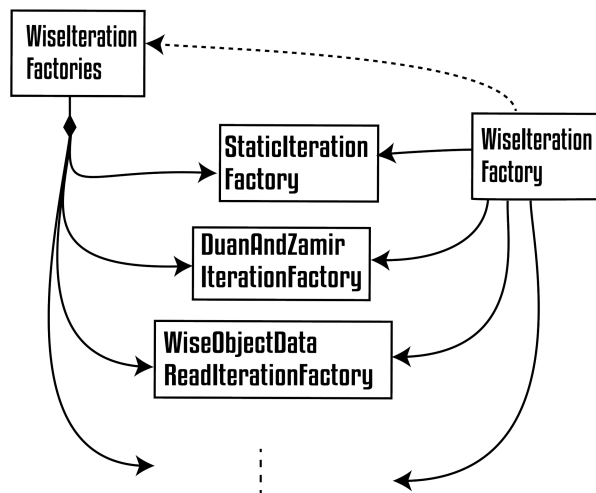 WiseIteration
Factories
StaticIteration
Factory
WiseIteration
Factory
DuanAndZamir
IterationFactory
WiseObjectData
ReadIterationFactory